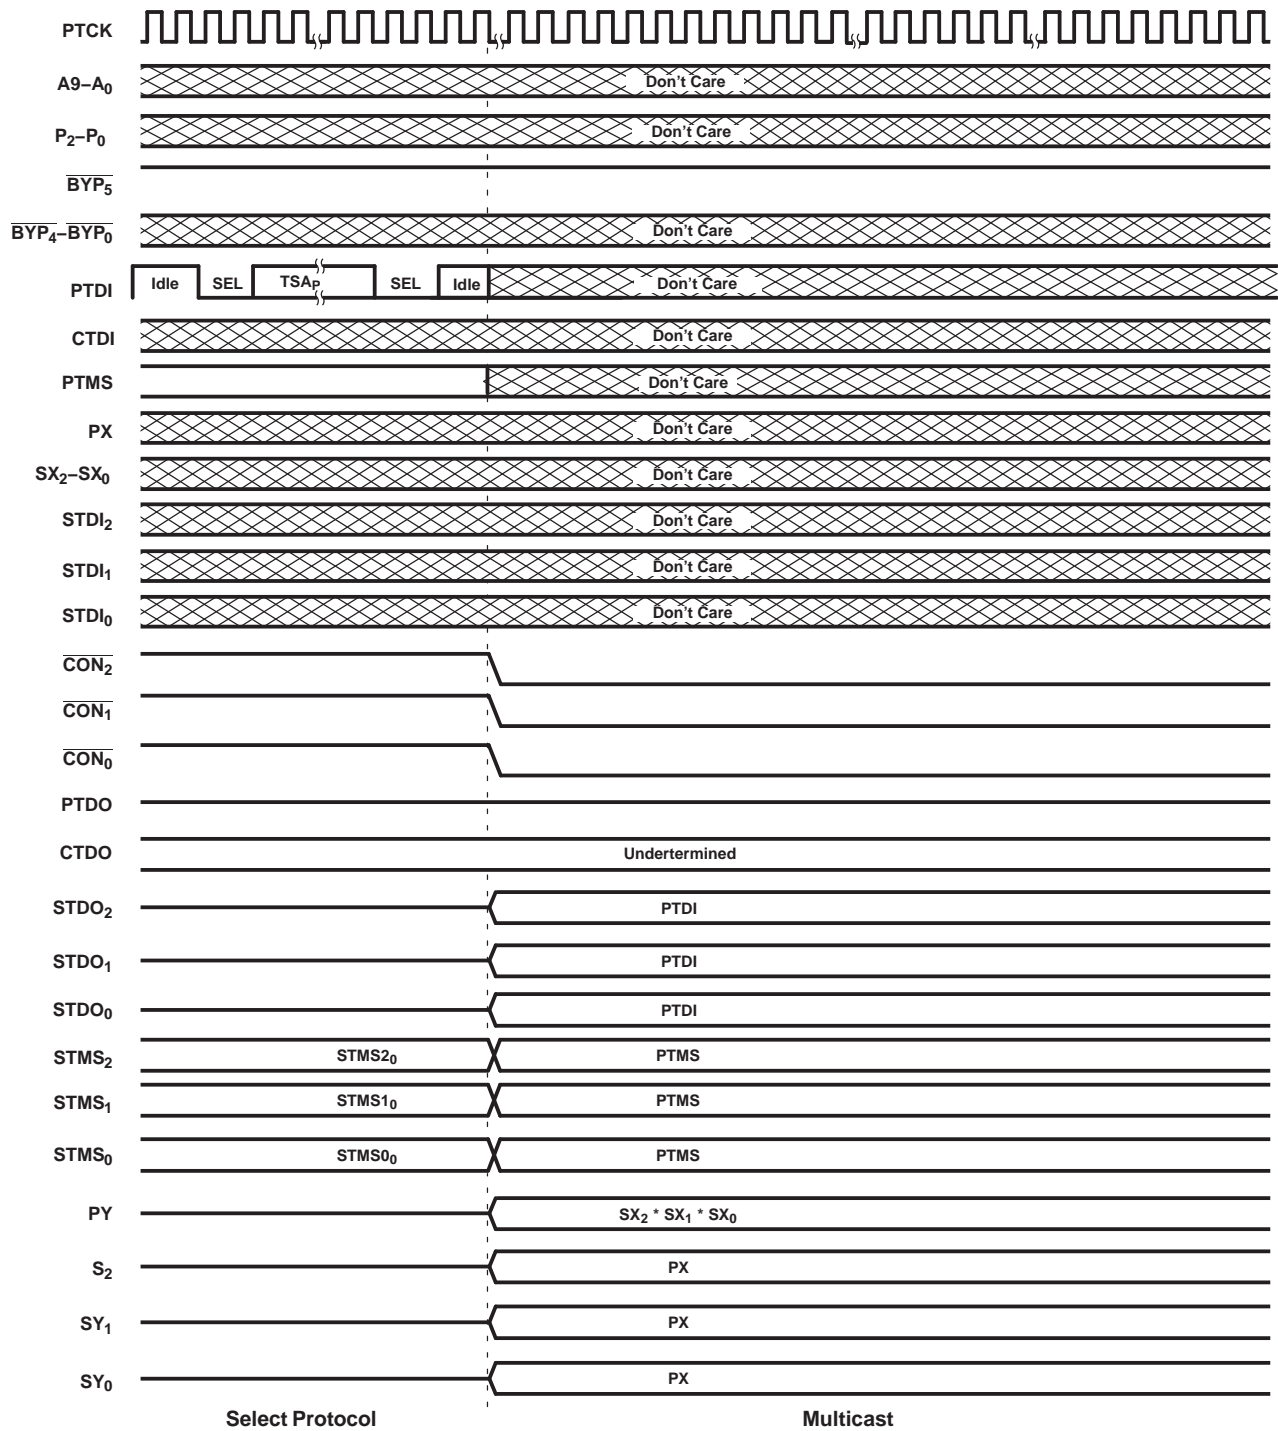 PTCK
A9–A0 Don't Care
P2–P0 Don't Care
BYP5
BYP4–BYP0 Don't Care
PTDI Idle SEL TSAP SEL Idle Don't Care
CTDI Don't Care
PTMS Don't Care
PX Don't Care
SX2–SX0 Don't Care
STDI2 Don't Care
STDI1 Don't Care
STDI0 Don't Care
CON2
CON1
CON0
PTDO
CTDO Undertermined
STDO2 PTDI
STDO1 PTDI
STDO0 PTDI
STMS2 STMS20 PTMS
STMS1 STMS10 PTMS
STMS0 STMS00 PTMS
PY SX2 * SX1 * SX0
S2 PX
SY1 PX
SY0 PX
Select Protocol Multicast